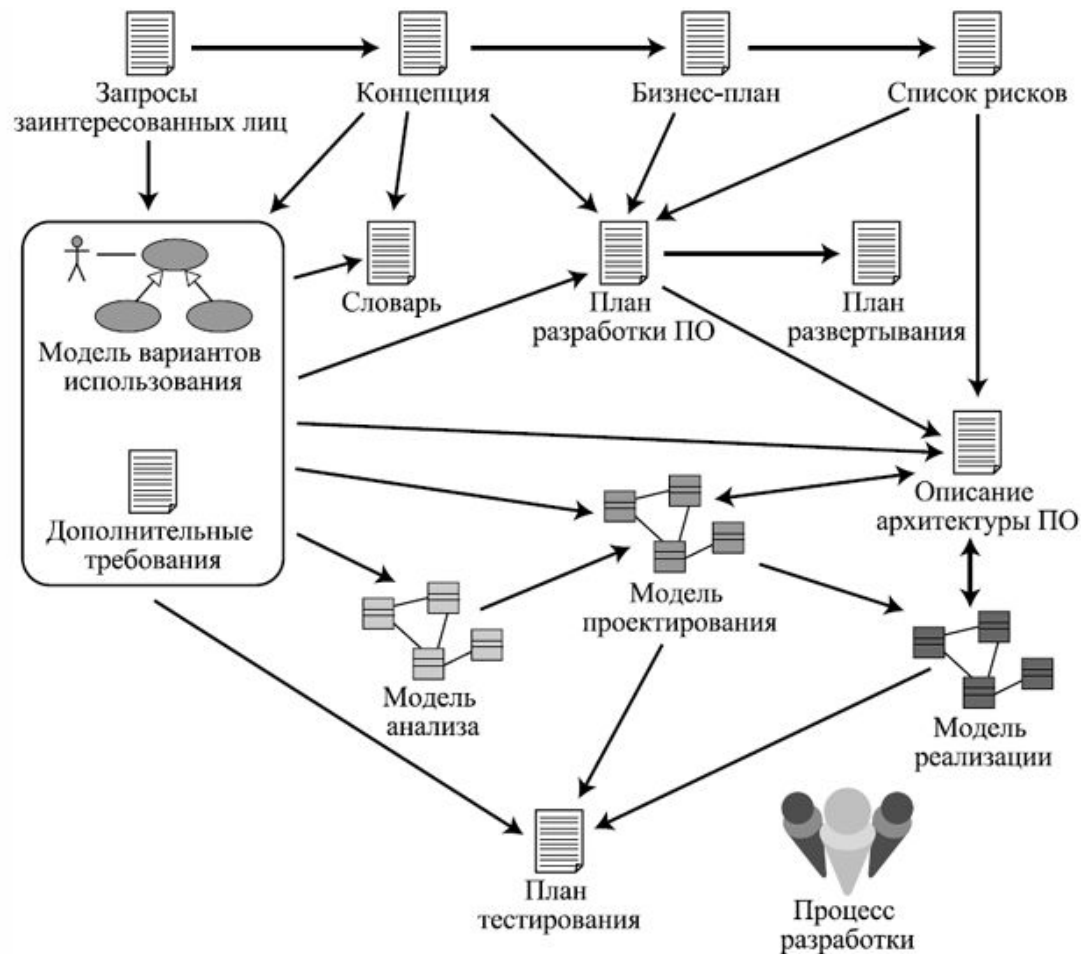 Запросы
заинтересованных лиц
Концепция
Бизнес-план
Список рисков
Модель вариантов
использования
Дополнительные
требования
Словарь
План
разработки ПО
План
развертывания
Описание
архитектуры ПО
Модель
проектирования
Модель
анализа
Модель
реализации
План
тестирования
Процесс
разработки